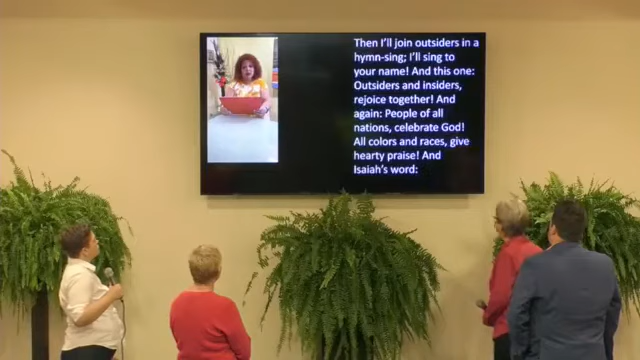 Then I'll join outsiders in a
hymn-sing; I'll sing to
your name! And this one:
Outsiders and insiders,
rejoice together! And
again: People of all
nations, celebrate God!
All colors and races, give
hearty praise! And
Isaiah's word: